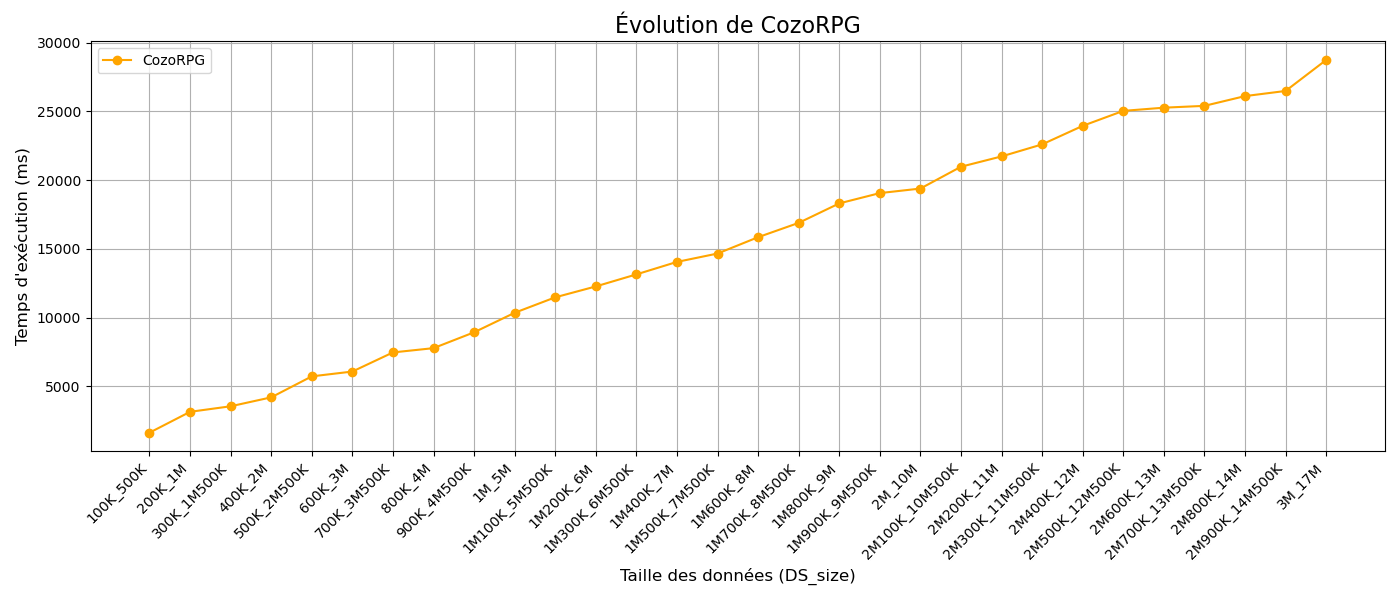 Évolution de CozoRPG
CozoRPG
Temps d'exécution (ms)
30000
25000
20000
15000
10000
5000
100K_500K
200K_1M
300K_1M500K
400K_2M
500K_2M500K
600K_3M
700K_3M500K
800K_4M
900K_4M500K
1M_5M
1M100K_5M500K
1M200K_6M
1M300K_6M500K
1M400K_7M
1M500K_7M500K
1M600K_8M
1M700K_8M500K
1M800K_9M
1M900K_9M500K
2M_10M
2M100K_10M500K
2M200K_11M
2M300K_11M500K
2M400K_12M
2M500K_12M500K
2M600K_13M
2M700K_13M500K
2M800K_14M
2M900K_14M500K
3M_17M
Taille des données (DS_size)